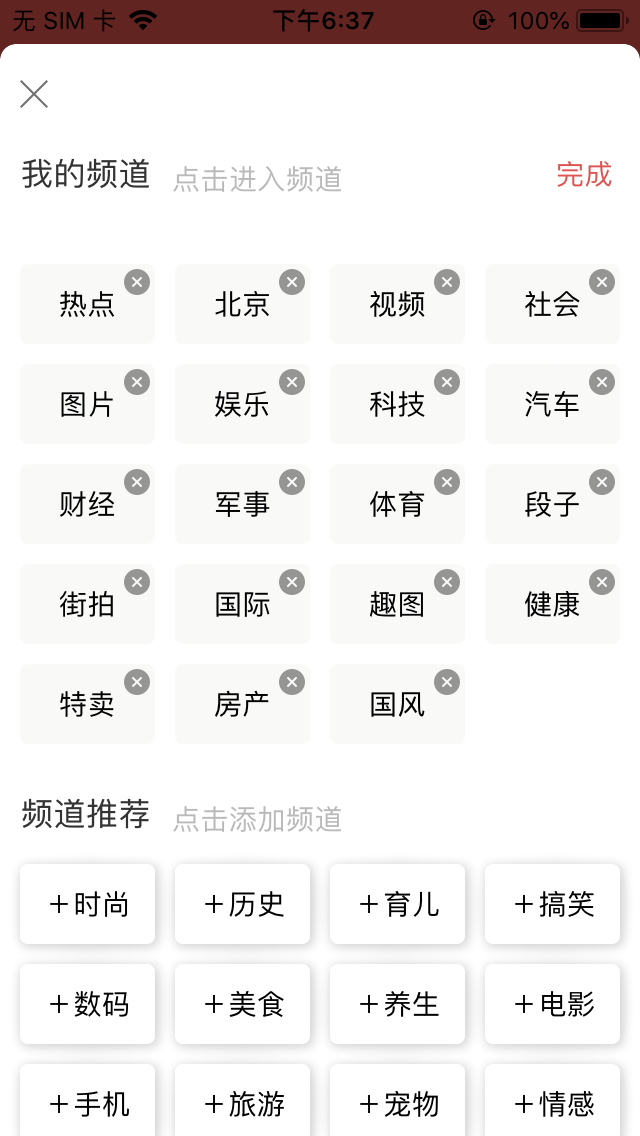 无 SIM 卡 下午6:37 100%
我的频道 点击进入频道 完成
热点 北京 视频 社会
图片 娱乐 科技 汽车
财经 军事 体育 段子
街拍 国际 趣图 健康
特卖 房产 国风
频道推荐 点击添加频道
+时尚 +历史 +育儿 +搞笑
+数码 +美食 +养生 +电影
+手机 +旅游 +宠物 +情感